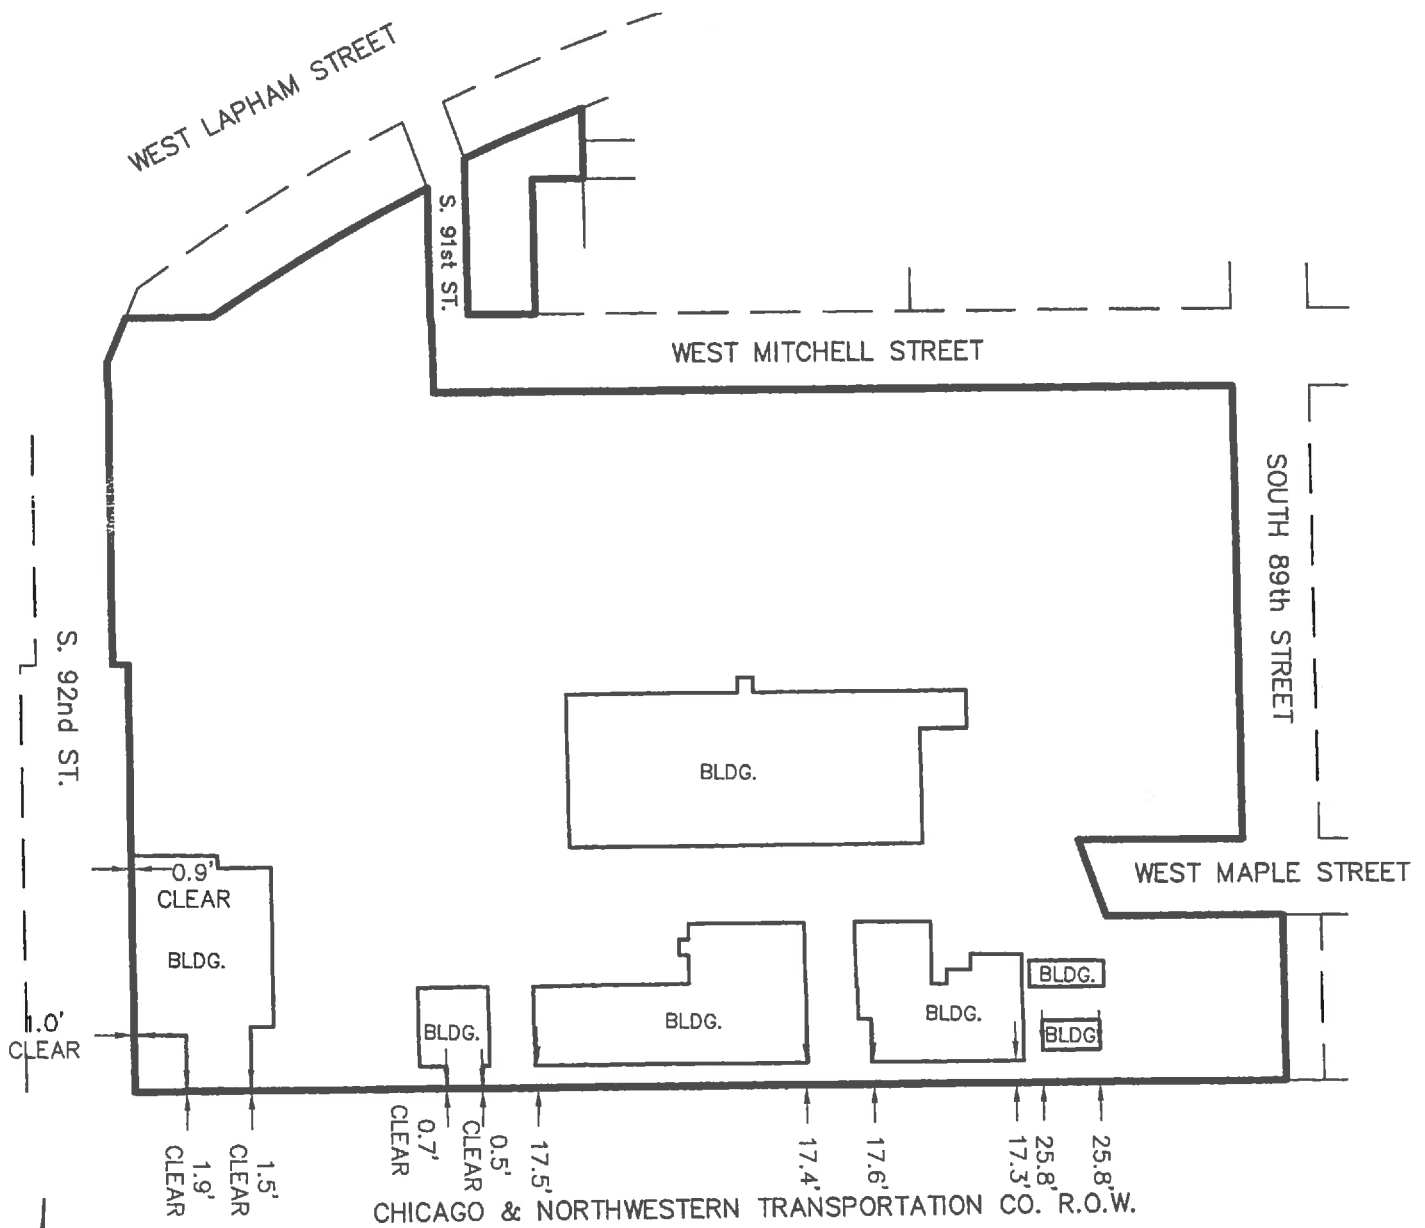 WEST LAPHAM STREET
S. 91st ST.
WEST MITCHELL STREET
SOUTH 89th STREET
S. 92nd ST.
BLDG.
WEST MAPLE STREET
0.9'
CLEAR
BLDG.
BLDG.
BLDG.
BLDG.
BLDG.
BLDG
1.0'
CLEAR
1.9'
CLEAR
1.5'
CLEAR
0.7'
CLEAR
0.5'
CLEAR
17.5'
17.4'
17.6'
17.3'
25.8'
25.8'
CHICAGO & NORTHWESTERN TRANSPORTATION CO. R.O.W.